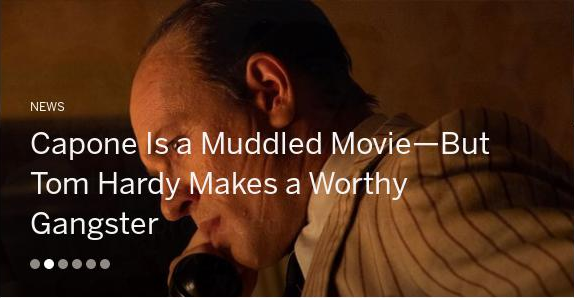 NEWS
Capone Is a Muddled Movie—But
Tom Hardy Makes a Worthy
Gangster